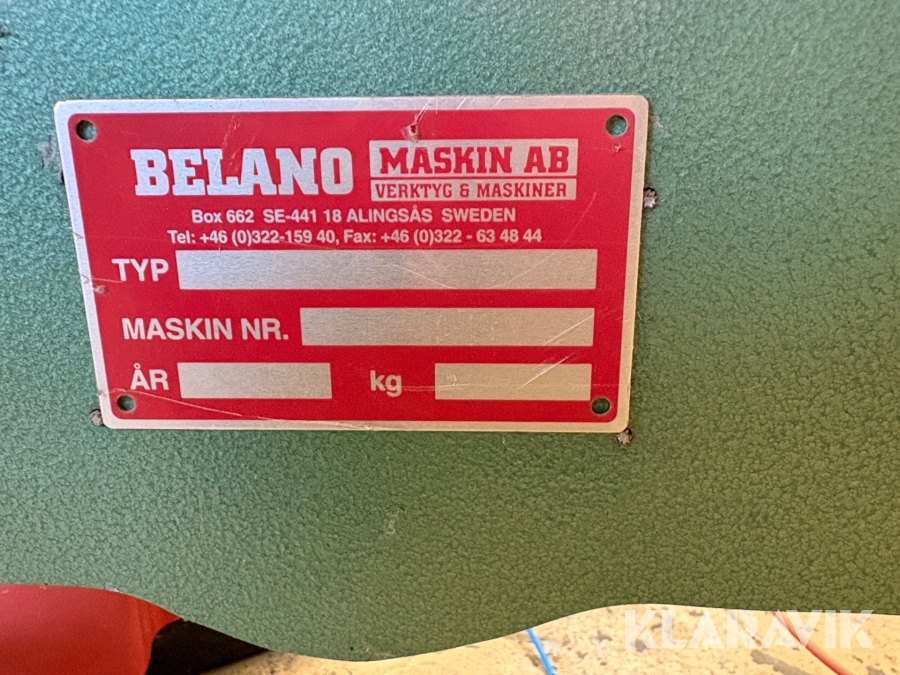 BELANO MASKIN AB
VERKTYG & MASKINER
Box 662 SE-441 18 ALINGSÅS SWEDEN
Tel: +46 (0)322-159 40, Fax: +46 (0)322 - 63 48 44
TYP
MASKIN NR.
ÅR kg
KLARAVIK